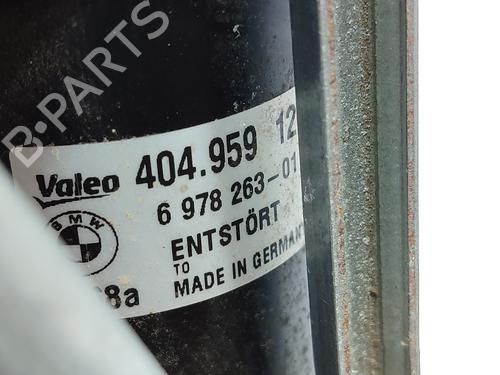 B-PARTS
Valeo 404.959 12
6 978 263-01
BMW
ENTSTÖRT
TO
8a MADE IN GERMANY